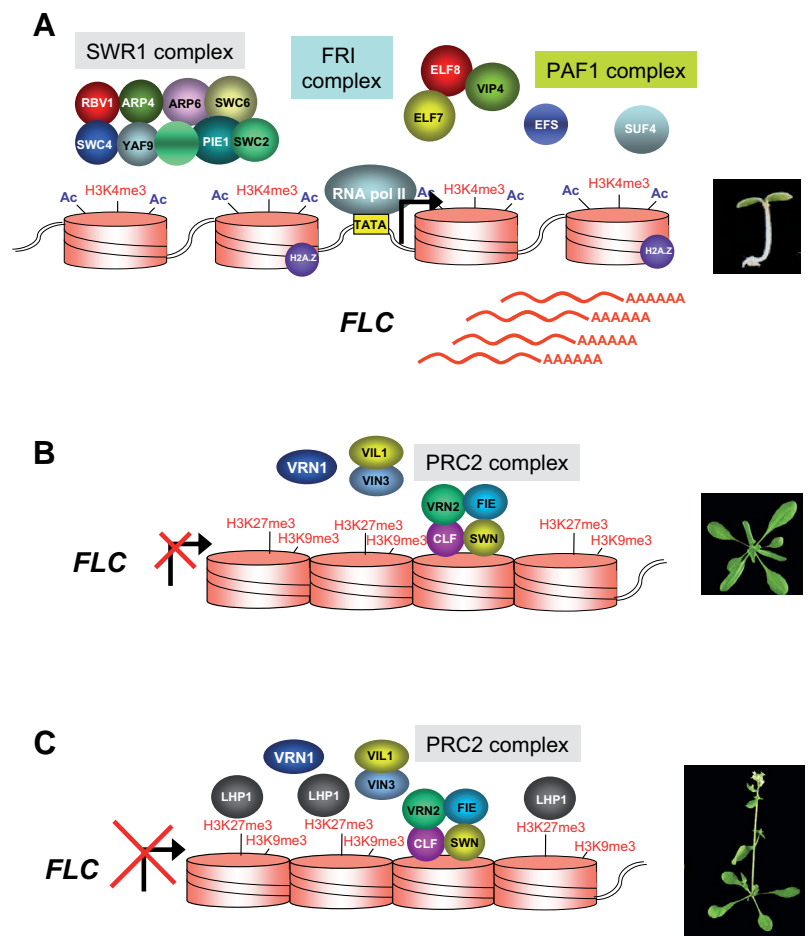 A
SWR1 complex
FRI
complex
PAF1 complex
RBV1 ARP4 ARP6 SWC6
SWC4 YAF9 PIE1 SWC2
ELF8
VIP4
ELF7
EFS
SUF4
Ac H3K4me3 Ac
Ac H3K4me3 Ac
RNA pol II
TATA
Ac H3K4me3 Ac
Ac H3K4me3 Ac
H2A.Z
H2A.Z
FLC
AAAAAA
AAAAAA
AAAAAA
AAAAAA
B
VRN1
VIL1
VIN3
PRC2 complex
VRN2 FIE
CLF SWN
H3K27me3
H3K9me3
H3K27me3
H3K9me3
H3K27me3
H3K9me3
FLC
C
VRN1
VIL1
VIN3
PRC2 complex
LHP1
LHP1
LHP1
VRN2 FIE
CLF SWN
H3K27me3
H3K9me3
H3K27me3
H3K9me3
H3K27me3
H3K9me3
FLC